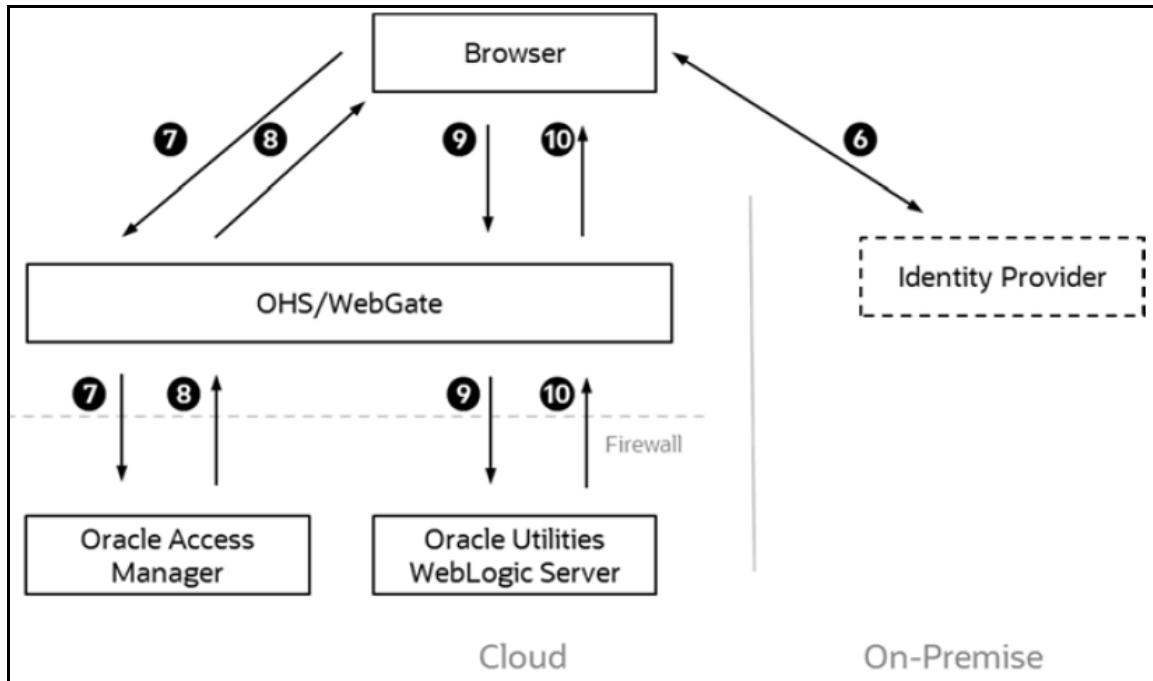 Browser
7
8
9
10
6
Identity Provider
OHS/WebGate
7
8
9
10
Firewall
Oracle Access
Manager
Oracle Utilities
WebLogic Server
Cloud
On-Premise